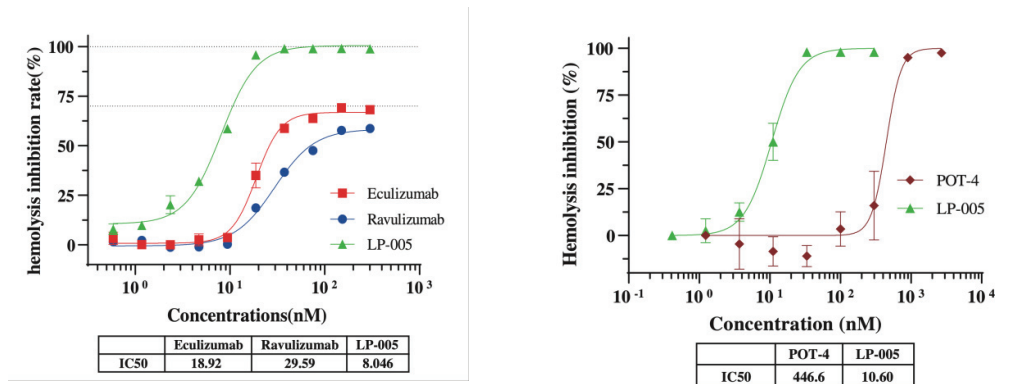 hemolysis inhibition rate(%)
100
75
50
25
0
Eculizumab
Ravulizumab
LP-005
10^0 10^1 10^2 10^3
Concentrations(nM)
Eculizumab Ravulizumab LP-005
IC50 18.92 29.59 8.046
Hemolysis inhibition (%)
100
75
50
25
0
POT-4
LP-005
10^-1 10^0 10^1 10^2 10^3 10^4
Concentration (nM)
POT-4 LP-005
IC50 446.6 10.60